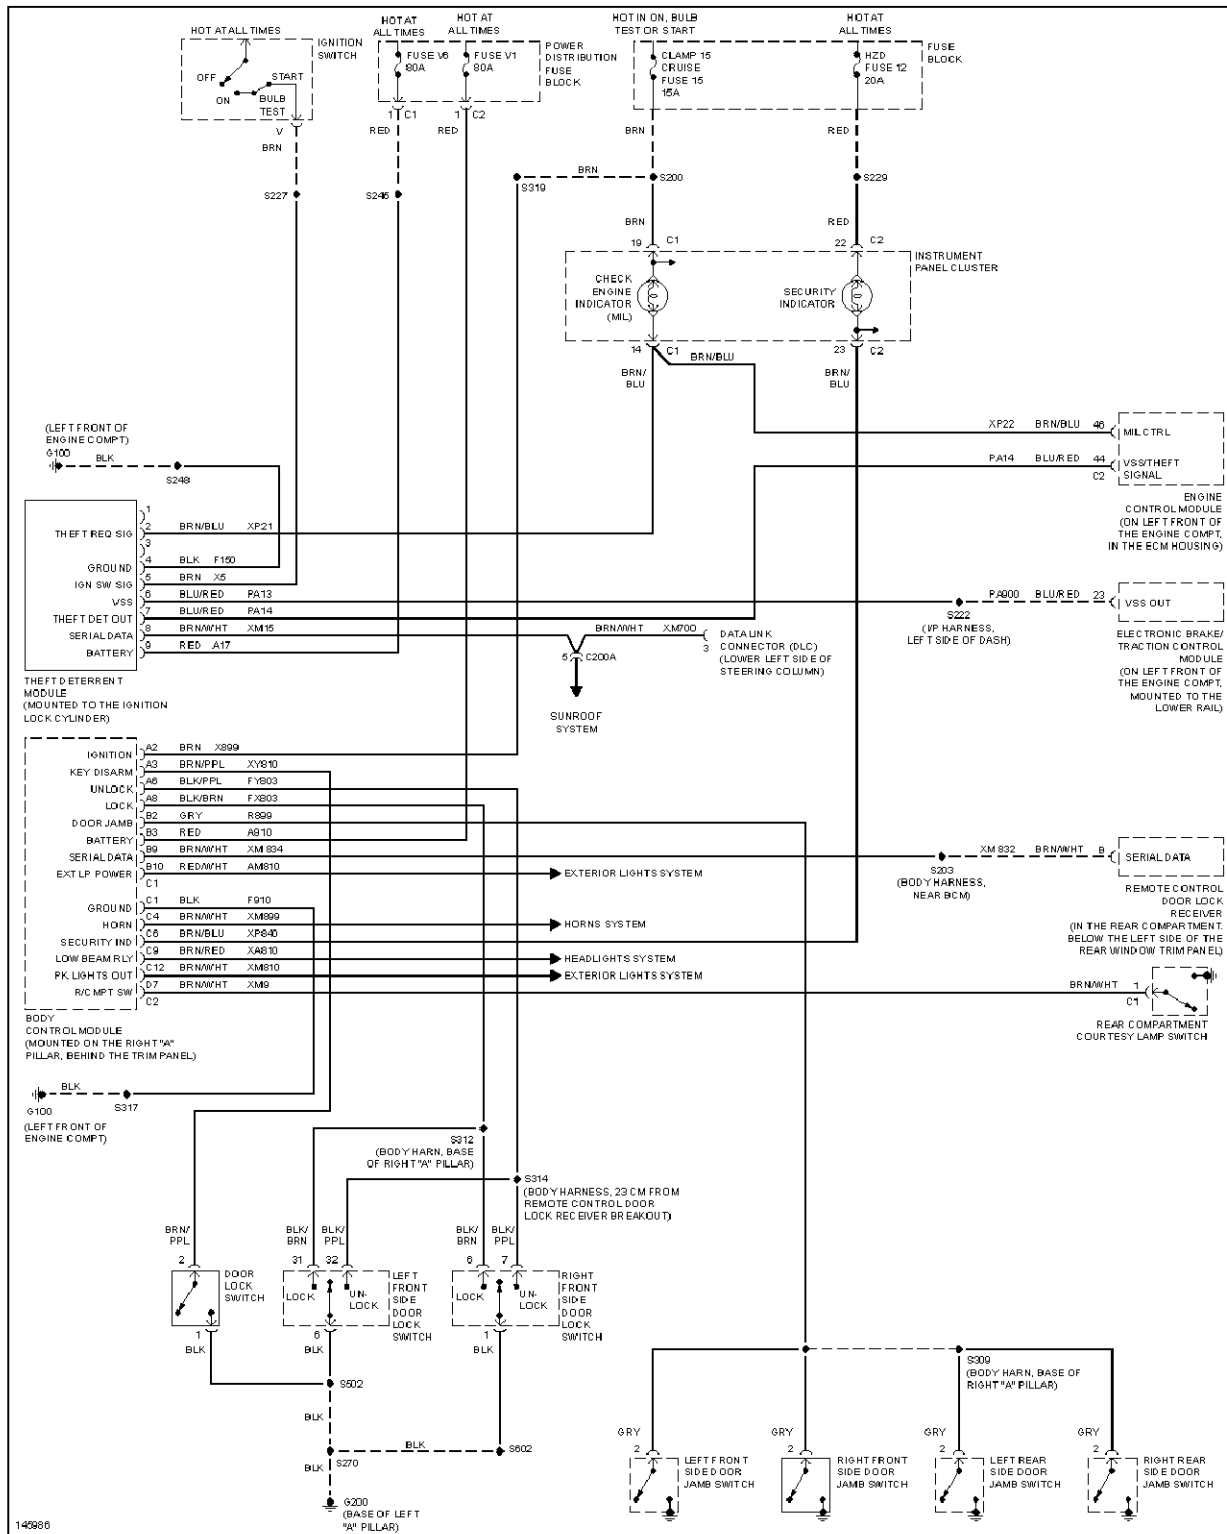 HOT AT ALL TIMES
IGNITION
SWITCH
OFF
START
ON
BULB
TEST
V
BRN
S227
HOT AT
ALL TIMES
HOT AT
ALL TIMES
FUSE V6
80A
FUSE V1
80A
POWER
DISTRIBUTION
FUSE
BLOCK
1 C1
1 C2
RED
RED
S245
HOT IN ON, BULB
TEST OR START
HOT AT
ALL TIMES
CLAMP 15
CRUISE
FUSE 15
15A
HZD
FUSE 12
20A
FUSE
BLOCK
BRN
RED
BRN
S319
S200
S229
BRN
RED
19 C1
22 C2
INSTRUMENT
PANEL CLUSTER
CHECK
ENGINE
INDICATOR
(MIL)
SECURITY
INDICATOR
14 C1
23 C2
BRN/BLU
BRN/
BLU
BRN/
BLU
XP22 BRN/BLU 46
MIL CTRL
PA14 BLU/RED 44
C2
VSS/THEFT
SIGNAL
ENGINE
CONTROL MODULE
(ON LEFT FRONT OF
THE ENGINE COMPT,
IN THE ECM HOUSING)
(LEFT FRONT OF
ENGINE COMPT)
G100
BLK
S248
1
THEFT REQ SIG 2 BRN/BLU XP21
3
GROUND 4 BLK F150
IGN SW SIG 5 BRN X5
VSS 6 BLU/RED PA13
THEFT DET OUT 7 BLU/RED PA14
SERIAL DATA 8 BRN/WHT XM15
BATTERY 9 RED A17
THEFT DETERRENT
MODULE
(MOUNTED TO THE IGNITION
LOCK CYLINDER)
BRN/WHT XM700
3
DATA LINK
CONNECTOR (DLC)
(LOWER LEFT SIDE OF
STEERING COLUMN)
5 C200A
SUNROOF
SYSTEM
PA900 BLU/RED 23
VSS OUT
S222
(I/P HARNESS,
LEFT SIDE OF DASH)
ELECTRONIC BRAKE/
TRACTION CONTROL
MODULE
(ON LEFT FRONT OF
THE ENGINE COMPT,
MOUNTED TO THE
LOWER RAIL)
IGNITION A2 BRN X899
KEY DISARM A3 BRN/PPL XY810
UNLOCK A6 BLK/PPL FY803
LOCK A8 BLK/BRN FX803
DOOR JAMB B2 GRY R899
BATTERY B3 RED A910
SERIAL DATA B9 BRN/WHT XM834
EXT LP POWER B10 RED/WHT AM810
C1
GROUND C1 BLK F910
HORN C4 BRN/WHT XM899
SECURITY IND C6 BRN/BLU XP840
LOW BEAM RLY C9 BRN/RED XA810
PK LIGHTS OUT C12 BRN/WHT XM810
R/CMPT SW D7 BRN/WHT XM9
C2
EXTERIOR LIGHTS SYSTEM
HORNS SYSTEM
HEADLIGHTS SYSTEM
EXTERIOR LIGHTS SYSTEM
BODY
CONTROL MODULE
(MOUNTED ON THE RIGHT "A"
PILLAR, BEHIND THE TRIM PANEL)
XM832 BRN/WHT B
SERIAL DATA
S203
(BODY HARNESS,
NEAR BCM)
REMOTE CONTROL
DOOR LOCK
RECEIVER
(IN THE REAR COMPARTMENT,
BELOW THE LEFT SIDE OF THE
REAR WINDOW TRIM PANEL)
BRN/WHT 1
C1
REAR COMPARTMENT
COURTESY LAMP SWITCH
BLK
G100
S317
(LEFT FRONT OF
ENGINE COMPT)
S312
(BODY HARN, BASE
OF RIGHT "A" PILLAR)
S314
(BODY HARNESS, 23 CM FROM
REMOTE CONTROL DOOR
LOCK RECEIVER BREAKOUT)
BRN/
PPL
BLK/
BRN
BLK/
PPL
BLK/
BRN
BLK/
PPL
2
31 32
6 7
DOOR
LOCK
SWITCH
LOCK
UN-
LOCK
LEFT
FRONT
SIDE
DOOR
LOCK
SWITCH
LOCK
UN-
LOCK
RIGHT
FRONT
SIDE
DOOR
LOCK
SWITCH
1
6
1
BLK
BLK
BLK
S502
BLK
BLK
S270
S602
BLK
G200
(BASE OF LEFT
"A" PILLAR)
S309
(BODY HARN, BASE OF
RIGHT "A" PILLAR)
GRY
GRY
GRY
GRY
2
2
2
2
LEFT FRONT
SIDE DOOR
JAMB SWITCH
RIGHT FRONT
SIDE DOOR
JAMB SWITCH
LEFT REAR
SIDE DOOR
JAMB SWITCH
RIGHT REAR
SIDE DOOR
JAMB SWITCH
145986